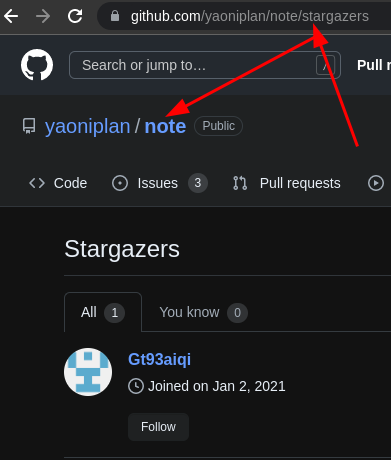 github.com/yaoniplan/note/stargazers
Search or jump to… /
Pull r
yaoniplan / note Public
Code Issues 3 Pull requests
Stargazers
All 1 You know 0
Gt93aiqi
Joined on Jan 2, 2021
Follow